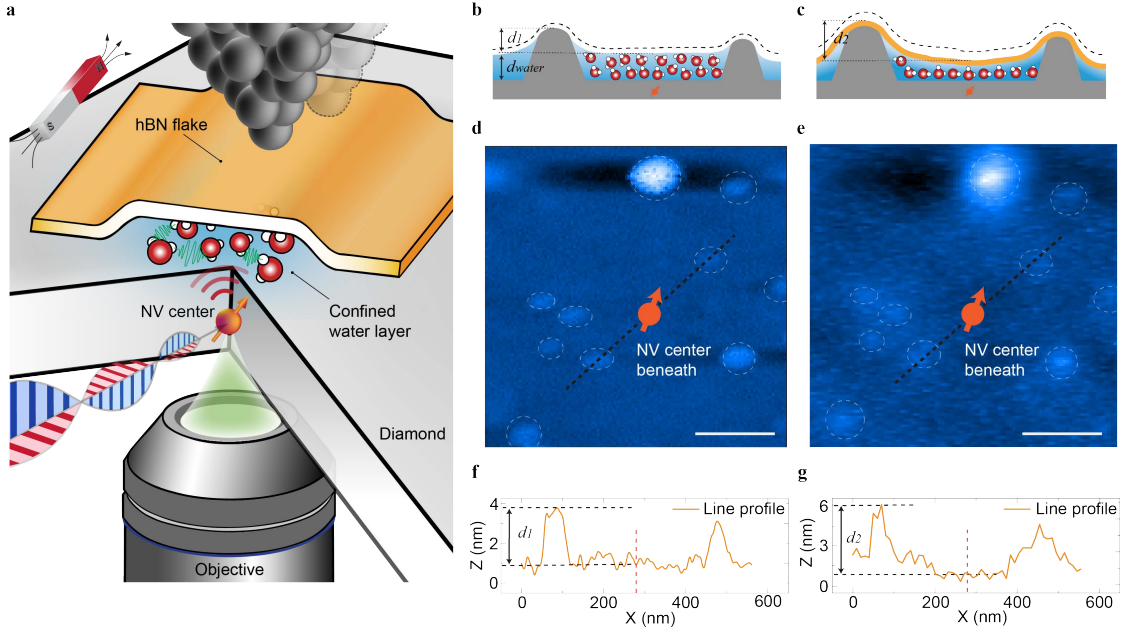 a
S
hBN flake
NV center
Confined
water layer
Diamond
Objective
b
d1
dwater
c
d2
d
NV center
beneath
e
NV center
beneath
f
Z (nm)
4
2
0
d1
Line profile
0
200
400
600
X (nm)
g
Z (nm)
6
3
0
d2
Line profile
0
200
400
600
X (nm)